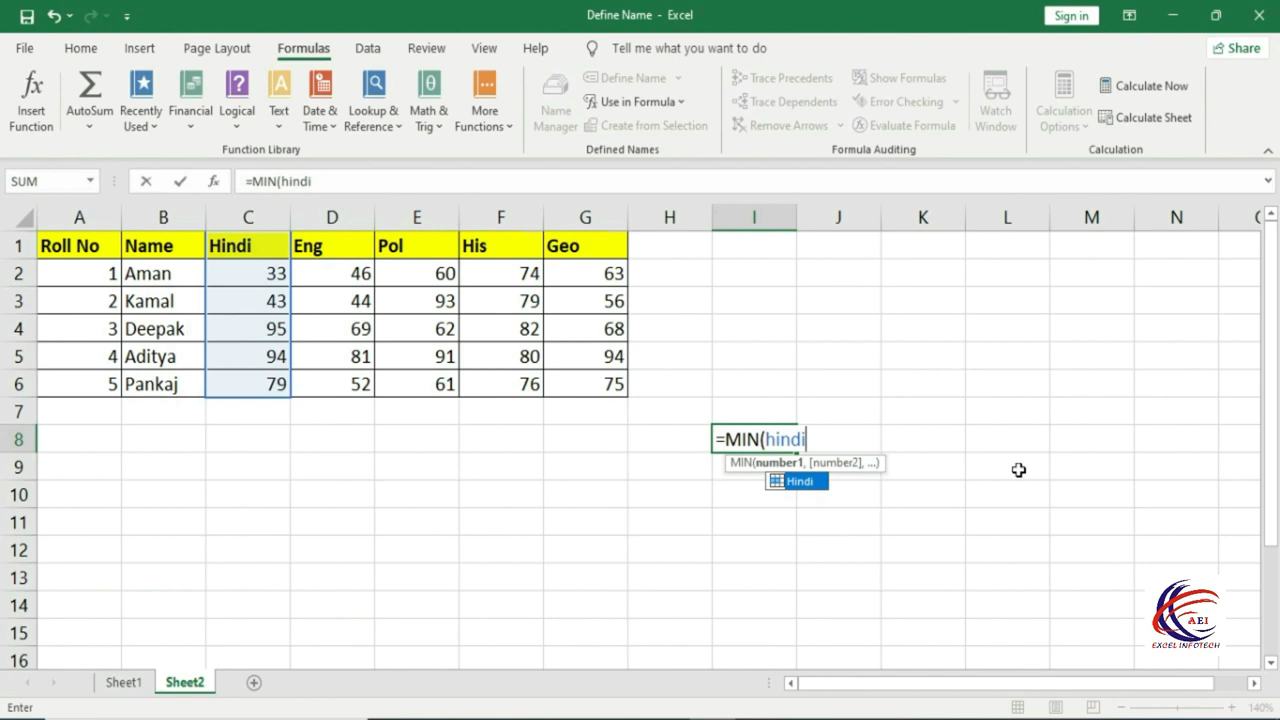 Define Name - Excel
Sign in
File Home Insert Page Layout Formulas Data Review View Help Tell me what you want to do Share
Insert Function
AutoSum
Recently Used
Financial
Logical
Text
Date & Time
Lookup & Reference
Math & Trig
More Functions
Function Library
Name Manager
Define Name
Use in Formula
Create from Selection
Defined Names
Trace Precedents
Trace Dependents
Remove Arrows
Show Formulas
Error Checking
Evaluate Formula
Watch Window
Formula Auditing
Calculation Options
Calculate Now
Calculate Sheet
Calculation
SUM fx =MIN(hindi
A B C D E F G H I J K L M N
1 Roll No Name Hindi Eng Pol His Geo
2 1 Aman 33 46 60 74 63
3 2 Kamal 43 44 93 79 56
4 3 Deepak 95 69 62 82 68
5 4 Aditya 94 81 91 80 94
6 5 Pankaj 79 52 61 76 75
7
8 =MIN(hindi
MIN(number1, [number2], ...)
9
Hindi
10
11
12
13
14
15
16
AEI
EXCEL INFOTECH
Sheet1 Sheet2
Enter 140%